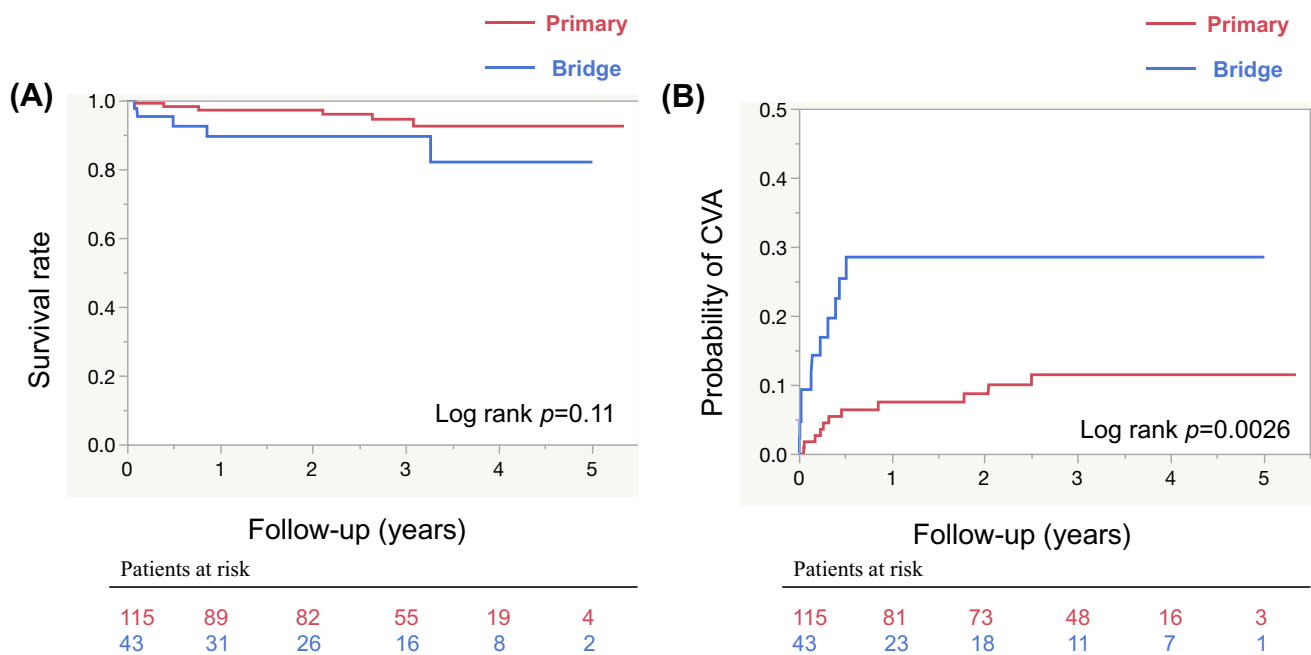 Primary
Bridge
(A)
1.0
0.8
0.6
0.4
0.2
0.0
Survival rate
Log rank p=0.11
0 1 2 3 4 5
Follow-up (years)
Patients at risk
115 89 82 55 19 4
43 31 26 16 8 2
Primary
Bridge
(B)
0.5
0.4
0.3
0.2
0.1
0.0
Probability of CVA
Log rank p=0.0026
0 1 2 3 4 5
Follow-up (years)
Patients at risk
115 81 73 48 16 3
43 23 18 11 7 1